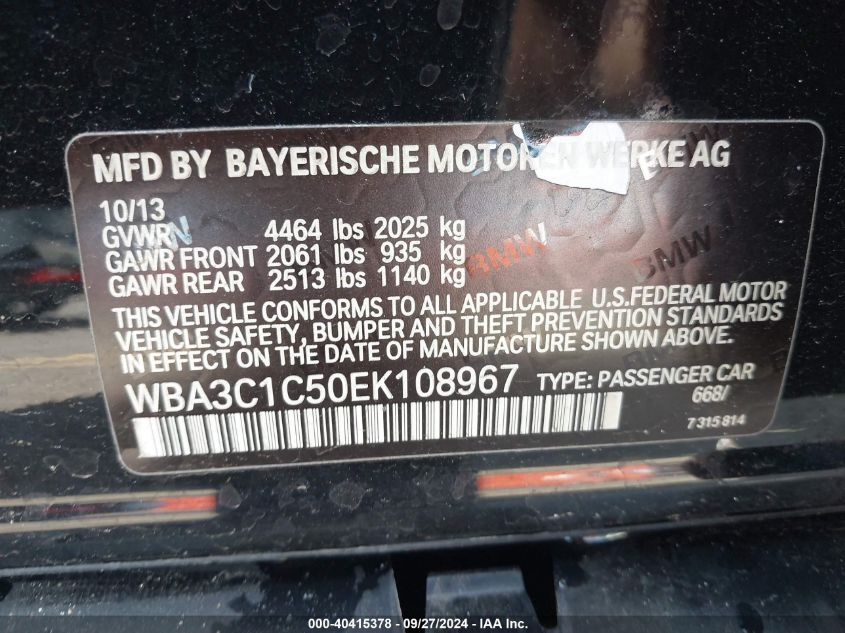 MFD BY BAYERISCHE MOTOREN WERKE AG
10/13
GVWR 4464 lbs 2025 kg
GAWR FRONT 2061 lbs 935 kg
GAWR REAR 2513 lbs 1140 kg
THIS VEHICLE CONFORMS TO ALL APPLICABLE U.S.FEDERAL MOTOR
VEHICLE SAFETY, BUMPER AND THEFT PREVENTION STANDARDS
IN EFFECT ON THE DATE OF MANUFACTURE SHOWN ABOVE.
WBA3C1C50EK108967 TYPE: PASSENGER CAR
668/
7 315 814
BMW
BMW
000-40415378 - 09/27/2024 - IAA Inc.